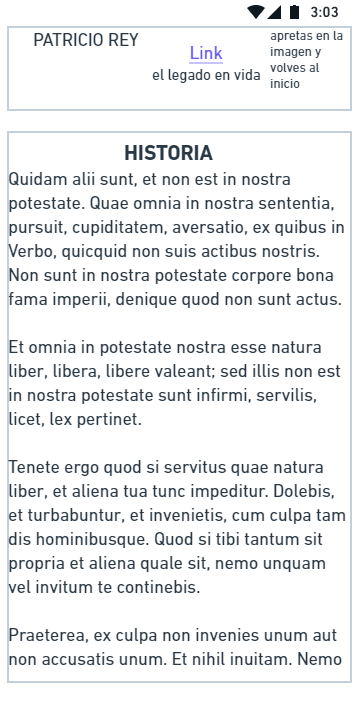 3:03
PATRICIO REY
Link
el legado en vida
apretas en la
imagen y
volves al
inicio
HISTORIA
Quidam alii sunt, et non est in nostra
potestate. Quae omnia in nostra sententia,
pursuit, cupiditatem, aversatio, ex quibus in
Verbo, quicquid non suis actibus nostris.
Non sunt in nostra potestate corpore bona
fama imperii, denique quod non sunt actus.
Et omnia in potestate nostra esse natura
liber, libera, libere valeant; sed illis non est
in nostra potestate sunt infirmi, servilis,
licet, lex pertinet.
Tenete ergo quod si servitus quae natura
liber, et aliena tua tunc impeditur. Dolebis,
et turbabuntur, et invenietis, cum culpa tam
dis hominibusque. Quod si tibi tantum sit
propria et aliena quale sit, nemo unquam
vel invitum te continebis.
Praeterea, ex culpa non invenies unum aut
non accusatis unum. Et nihil inuitam. Nemo